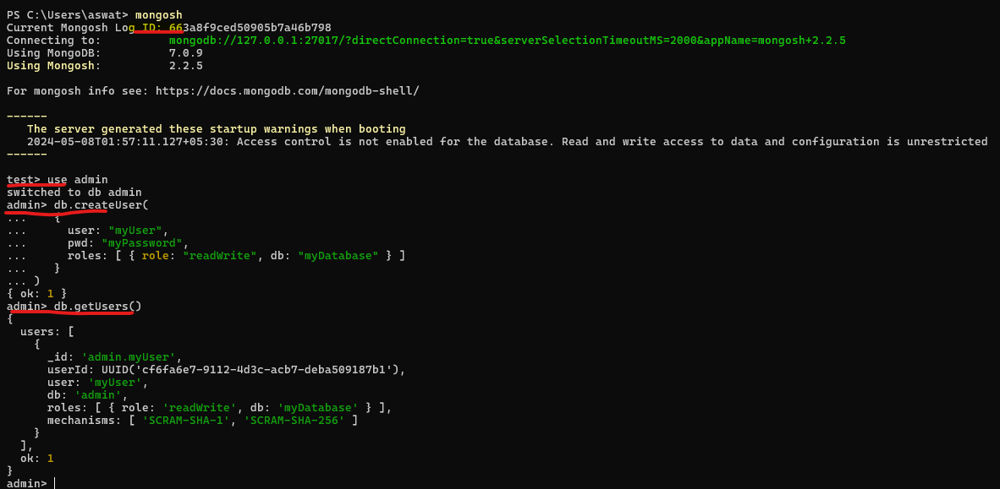 PS C:\Users\aswat> mongosh
Current Mongosh Log ID: 663a8f9ced50905b7a46b798
Connecting to:          mongodb://127.0.0.1:27017/?directConnection=true&serverSelectionTimeoutMS=2000&appName=mongosh+2.2.5
Using MongoDB:          7.0.9
Using Mongosh:          2.2.5
For mongosh info see: https://docs.mongodb.com/mongodb-shell/
------
   The server generated these startup warnings when booting
   2024-05-08T01:57:11.127+05:30: Access control is not enabled for the database. Read and write access to data and configuration is unrestricted
------
test> use admin
switched to db admin
admin> db.createUser(
...    {
...      user: "myUser",
...      pwd: "myPassword",
...      roles: [ { role: "readWrite", db: "myDatabase" } ]
...    }
... )
{ ok: 1 }
admin> db.getUsers()
{
  users: [
    {
      _id: 'admin.myUser',
      userId: UUID('cf6fa6e7-9112-4d3c-acb7-deba509187b1'),
      user: 'myUser',
      db: 'admin',
      roles: [ { role: 'readWrite', db: 'myDatabase' } ],
      mechanisms: [ 'SCRAM-SHA-1', 'SCRAM-SHA-256' ]
    }
  ],
  ok: 1
}
admin>